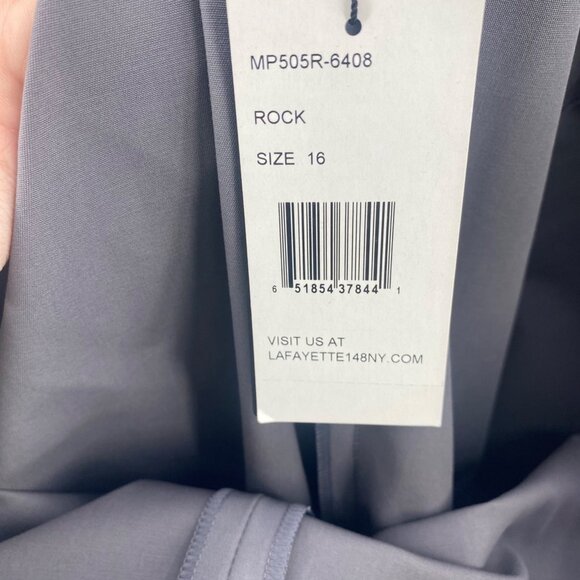 MP505R-6408
ROCK
SIZE 16
6 51854 37844 1
VISIT US AT
LAFAYETTE148NY.COM